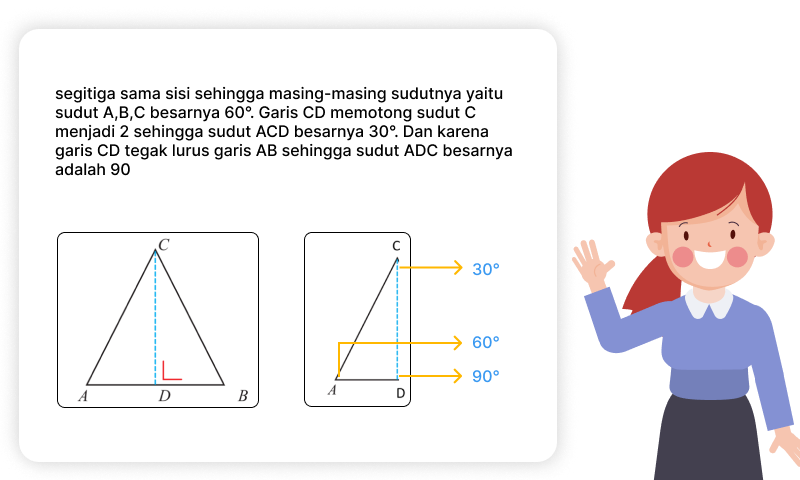 segitiga sama sisi sehingga masing-masing sudutnya yaitu
sudut A,B,C besarnya 60°. Garis CD memotong sudut C
menjadi 2 sehingga sudut ACD besarnya 30°. Dan karena
garis CD tegak lurus garis AB sehingga sudut ADC besarnya
adalah 90
C
A
D
B
C
30°
60°
90°
A
D